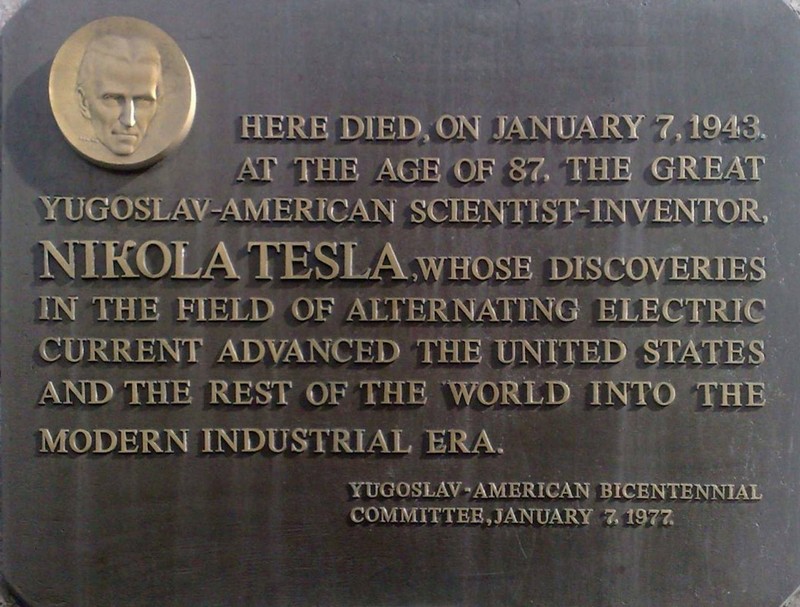 HERE DIED, ON JANUARY 7, 1943.
AT THE AGE OF 87, THE GREAT
YUGOSLAV-AMERICAN SCIENTIST-INVENTOR,
NIKOLA TESLA, WHOSE DISCOVERIES
IN THE FIELD OF ALTERNATING ELECTRIC
CURRENT ADVANCED THE UNITED STATES
AND THE REST OF THE WORLD INTO THE
MODERN INDUSTRIAL ERA.
YUGOSLAV-AMERICAN BICENTENNIAL
COMMITTEE, JANUARY 7, 1977.